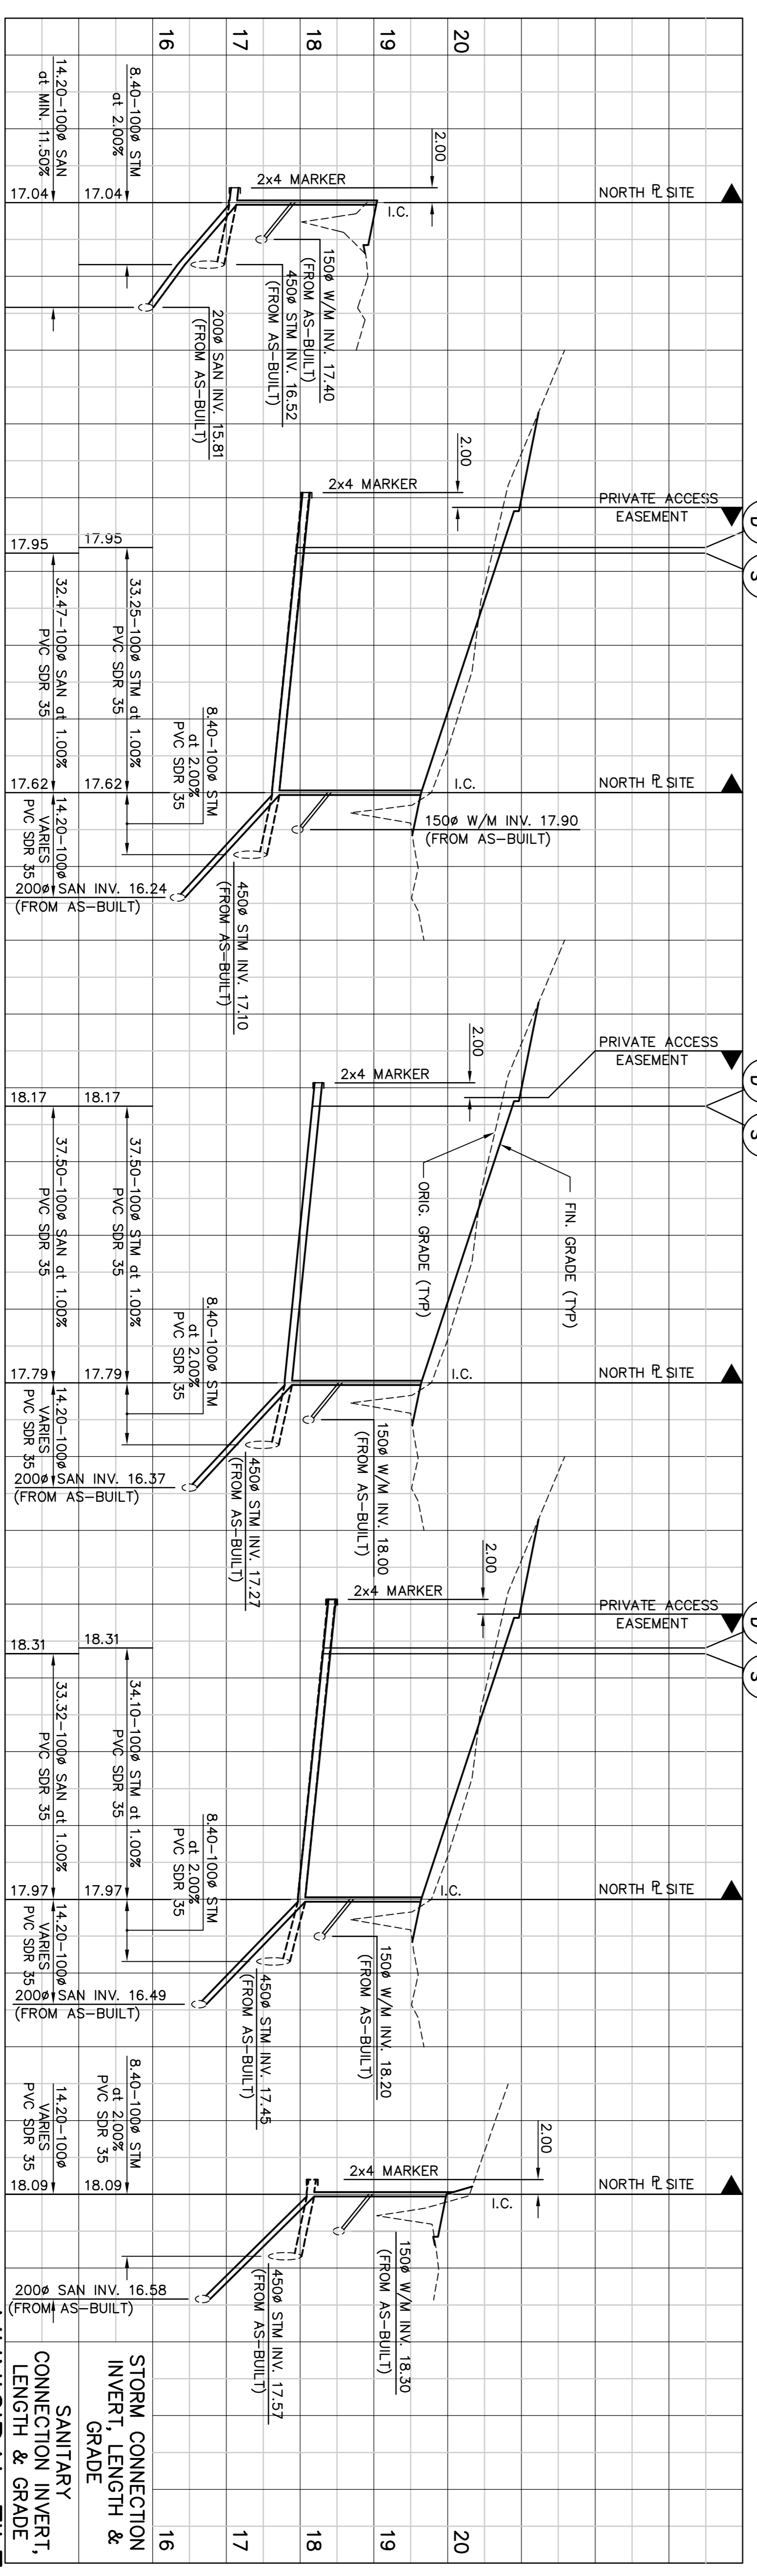 20
19
18
17
16
8.40-100ø STM
at 2.00%
14.20-100ø SAN
at MIN. 11.50%
17.04
17.04
2.00
2x4 MARKER
I.C.
NORTH PL SITE
150ø W/M INV. 17.40
(FROM AS-BUILT)
450ø STM INV. 16.52
(FROM AS-BUILT)
200ø SAN INV. 15.81
(FROM AS-BUILT)
2.00
2x4 MARKER
PRIVATE ACCESS
EASEMENT
D
S
17.95
17.95
33.25-100ø STM at 1.00%
PVC SDR 35
32.47-100ø SAN at 1.00%
PVC SDR 35
8.40-100ø STM
at 2.00%
PVC SDR 35
I.C.
NORTH PL SITE
17.62
17.62
14.20-100ø
VARIES
PVC SDR 35
150ø W/M INV. 17.90
(FROM AS-BUILT)
450ø STM INV. 17.10
(FROM AS-BUILT)
200ø SAN INV. 16.24
(FROM AS-BUILT)
2.00
2x4 MARKER
PRIVATE ACCESS
EASEMENT
D
S
18.17
18.17
FIN. GRADE (TYP)
ORIG. GRADE (TYP)
37.50-100ø STM at 1.00%
PVC SDR 35
37.50-100ø SAN at 1.00%
PVC SDR 35
8.40-100ø STM
at 2.00%
PVC SDR 35
I.C.
NORTH PL SITE
17.79
17.79
14.20-100ø
VARIES
PVC SDR 35
150ø W/M INV. 18.00
(FROM AS-BUILT)
450ø STM INV. 17.27
(FROM AS-BUILT)
200ø SAN INV. 16.37
(FROM AS-BUILT)
2.00
2x4 MARKER
PRIVATE ACCESS
EASEMENT
D
S
18.31
18.31
34.10-100ø STM at 1.00%
PVC SDR 35
33.32-100ø SAN at 1.00%
PVC SDR 35
8.40-100ø STM
at 2.00%
PVC SDR 35
I.C.
NORTH PL SITE
17.97
17.97
14.20-100ø
VARIES
PVC SDR 35
150ø W/M INV. 18.20
(FROM AS-BUILT)
450ø STM INV. 17.45
(FROM AS-BUILT)
200ø SAN INV. 16.49
(FROM AS-BUILT)
8.40-100ø STM
at 2.00%
PVC SDR 35
14.20-100ø
VARIES
PVC SDR 35
2.00
2x4 MARKER
I.C.
NORTH PL SITE
18.09
18.09
150ø W/M INV. 18.30
(FROM AS-BUILT)
450ø STM INV. 17.57
(FROM AS-BUILT)
200ø SAN INV. 16.58
(FROM AS-BUILT)
20
19
18
17
16
STORM CONNECTION
INVERT, LENGTH &
GRADE
SANITARY
CONNECTION INVERT,
LENGTH & GRADE